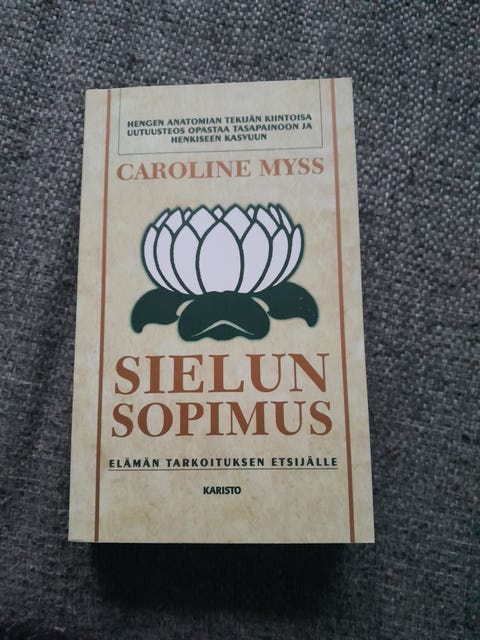 HENGEN ANATOMIAN TEKIJÄN KIINTOISA
UUTUUSTEOS OPASTAA TASAPAINOON JA
HENKISEEN KASVUUN
CAROLINE MYSS
SIELUN
SOPIMUS
ELÄMÄN TARKOITUKSEN ETSIJÄLLE
KARISTO